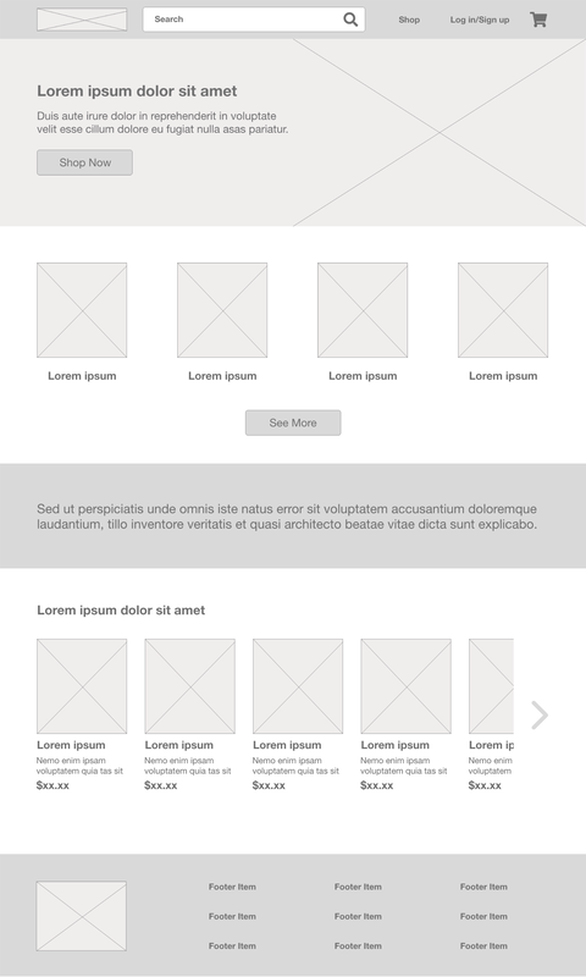 Search
Shop
Log in/Sign up
Lorem ipsum dolor sit amet
Duis aute irure dolor in reprehenderit in voluptate
velit esse cillum dolore eu fugiat nulla asas pariatur.
Shop Now
Lorem ipsum
Lorem ipsum
Lorem ipsum
Lorem ipsum
See More
Sed ut perspiciatis unde omnis iste natus error sit voluptatem accusantium doloremque
laudantium, tillo inventore veritatis et quasi architecto beatae vitae dicta sunt explicabo.
Lorem ipsum dolor sit amet
Lorem ipsum
Nemo enim ipsam
voluptatem quia tas sit
$xx.xx
Lorem ipsum
Nemo enim ipsam
voluptatem quia tas sit
$xx.xx
Lorem ipsum
Nemo enim ipsam
voluptatem quia tas sit
$xx.xx
Lorem ipsum
Nemo enim ipsam
voluptatem quia tas sit
$xx.xx
Lorem ip
Nemo enim ipsam
voluptatem
$xx.xx
Footer Item
Footer Item
Footer Item
Footer Item
Footer Item
Footer Item
Footer Item
Footer Item
Footer Item